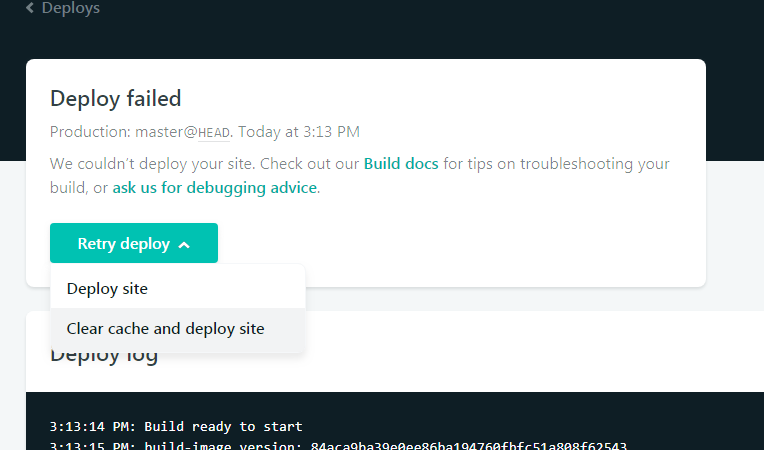 Deploys
Deploy failed
Production: master@HEAD. Today at 3:13 PM
We couldn’t deploy your site. Check out our Build docs for tips on troubleshooting your
build, or ask us for debugging advice.
Retry deploy
Deploy site
Clear cache and deploy site
Deploy log
3:13:14 PM: Build ready to start
3:13:15 PM: build-image version: 84aca9ba39e0ee86ba194760fbfc51a808f62543